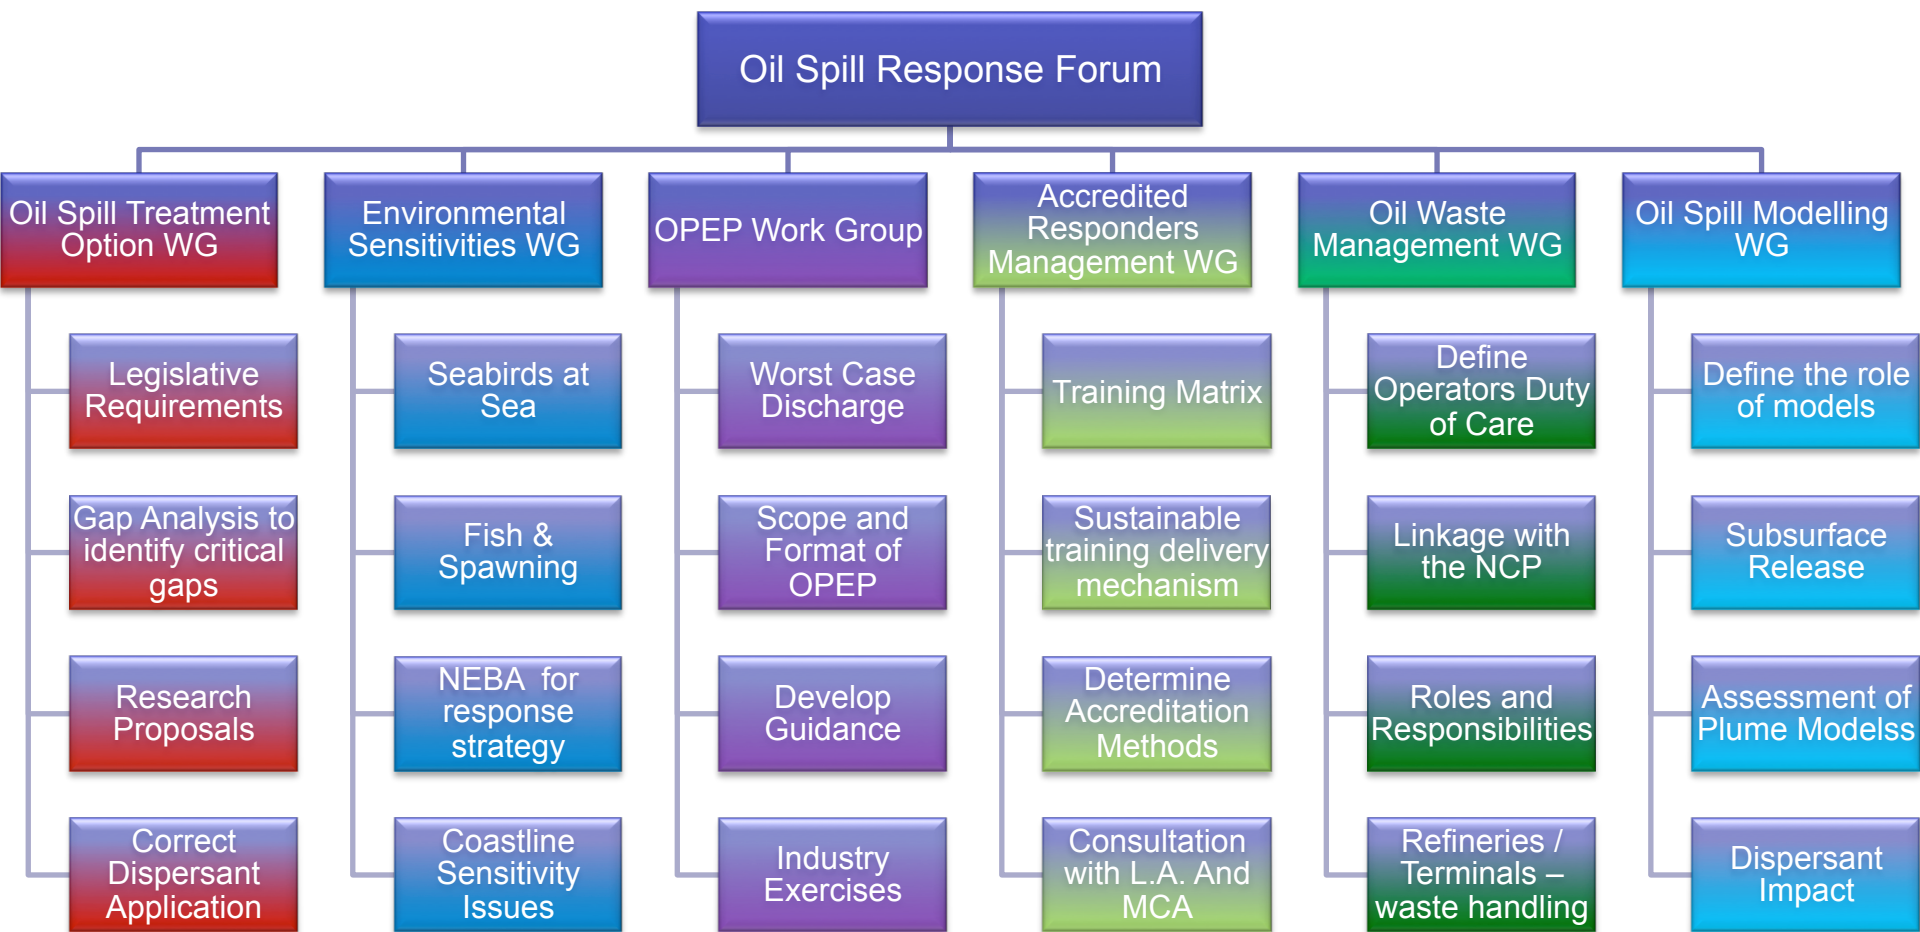 Oil Spill Response Forum
Oil Spill Treatment
Option WG
Legislative
Requirements
Gap Analysis to
identify critical
gaps
Research
Proposals
Correct
Dispersant
Application
Environmental
Sensitivities WG
Seabirds at
Sea
Fish &
Spawning
NEBA  for
response
strategy
Coastline
Sensitivity
Issues
OPEP Work Group
Worst Case
Discharge
Scope and
Format of
OPEP
Develop
Guidance
Industry
Exercises
Accredited
Responders
Management WG
Training Matrix
Sustainable
training delivery
mechanism
Determine
Accreditation
Methods
Consultation
with L.A. And
MCA
Oil Waste
Management WG
Define
Operators Duty
of Care
Linkage with
the NCP
Roles and
Responsibilities
Refineries /
Terminals –
waste handling
Oil Spill Modelling
WG
Define the role
of models
Subsurface
Release
Assessment of
Plume Modelss
Dispersant
Impact